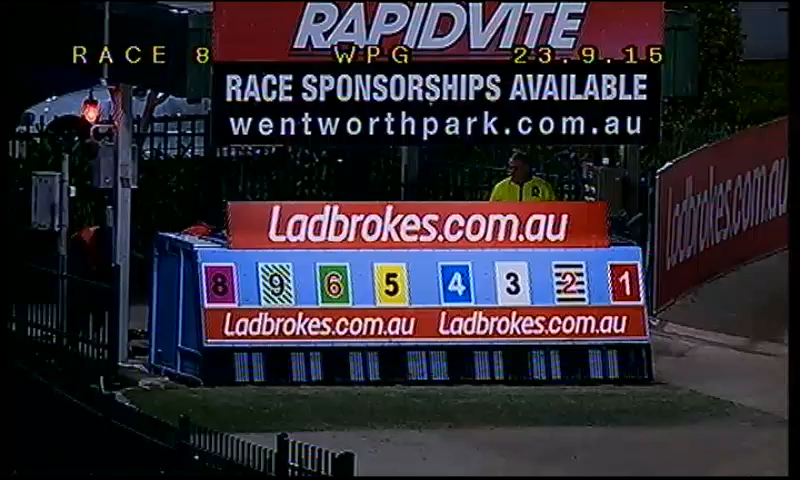 RAPIDVITE
RACE 8 WPG 23.9.15
RACE SPONSORSHIPS AVAILABLE
wentworthpark.com.au
Ladbrokes.com.au
Ladbrokes.com.au
8 9 6 5 4 3 2 1
Ladbrokes.com.au Ladbrokes.com.au